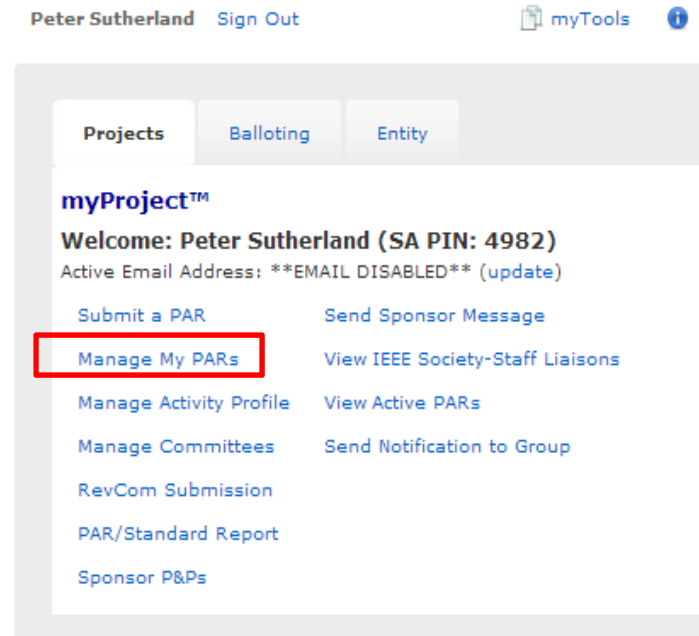 Peter Sutherland Sign Out myTools
Projects Balloting Entity
myProject™
Welcome: Peter Sutherland (SA PIN: 4982)
Active Email Address: **EMAIL DISABLED** (update)
Submit a PAR Send Sponsor Message
Manage My PARs View IEEE Society-Staff Liaisons
Manage Activity Profile View Active PARs
Manage Committees Send Notification to Group
RevCom Submission
PAR/Standard Report
Sponsor P&Ps